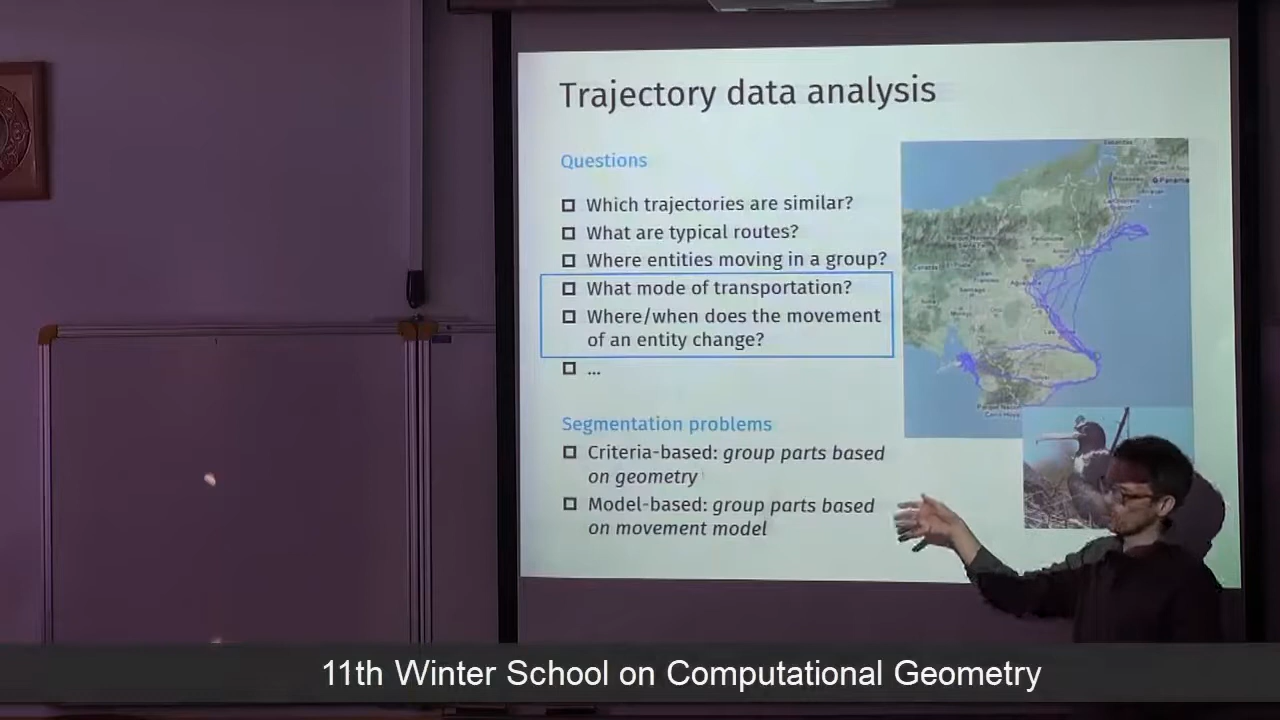 Trajectory data analysis
Questions
Which trajectories are similar?
What are typical routes?
Where entities moving in a group?
What mode of transportation?
Where/when does the movement
of an entity change?
...
Segmentation problems
Criteria-based: group parts based
on geometry
Model-based: group parts based
on movement model
Panama
11th Winter School on Computational Geometry